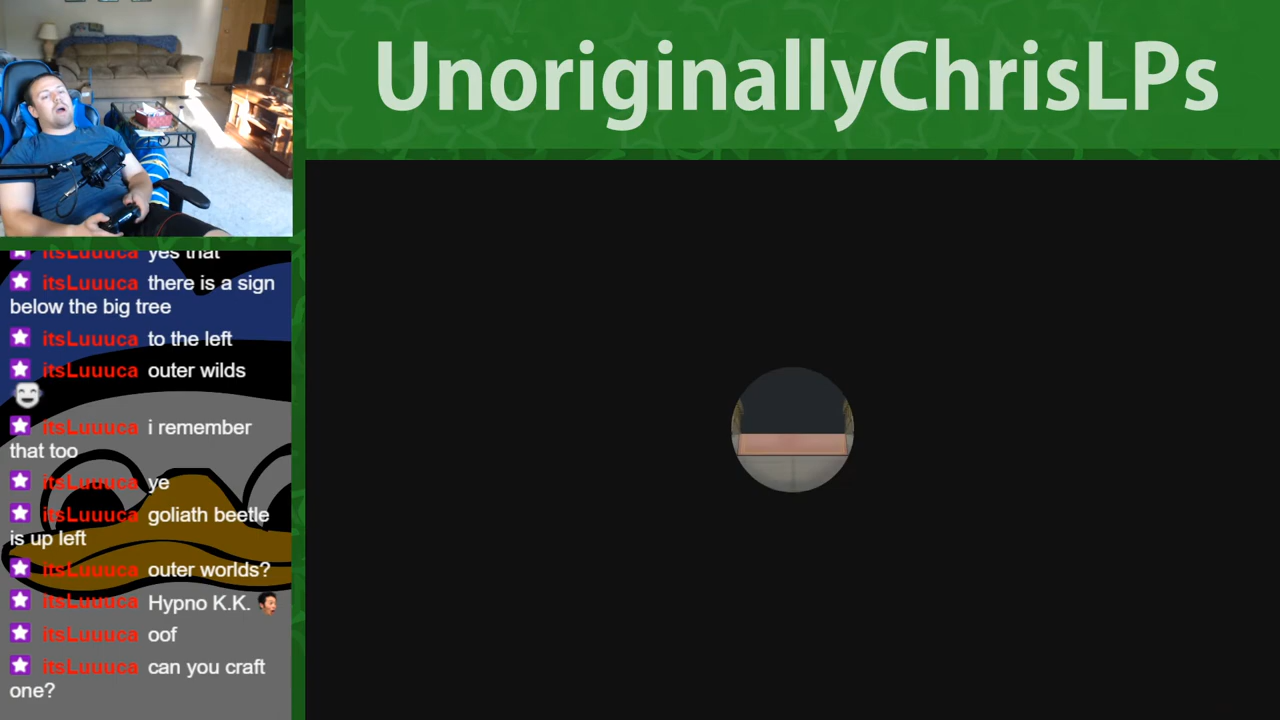 UnoriginallyChrisLPs
itsLuuuca yes that
itsLuuuca there is a sign
below the big tree
itsLuuuca to the left
itsLuuuca outer wilds
itsLuuuca i remember
that too
itsLuuuca ye
itsLuuuca goliath beetle
is up left
itsLuuuca outer worlds?
itsLuuuca Hypno K.K.
itsLuuuca oof
itsLuuuca can you craft
one?